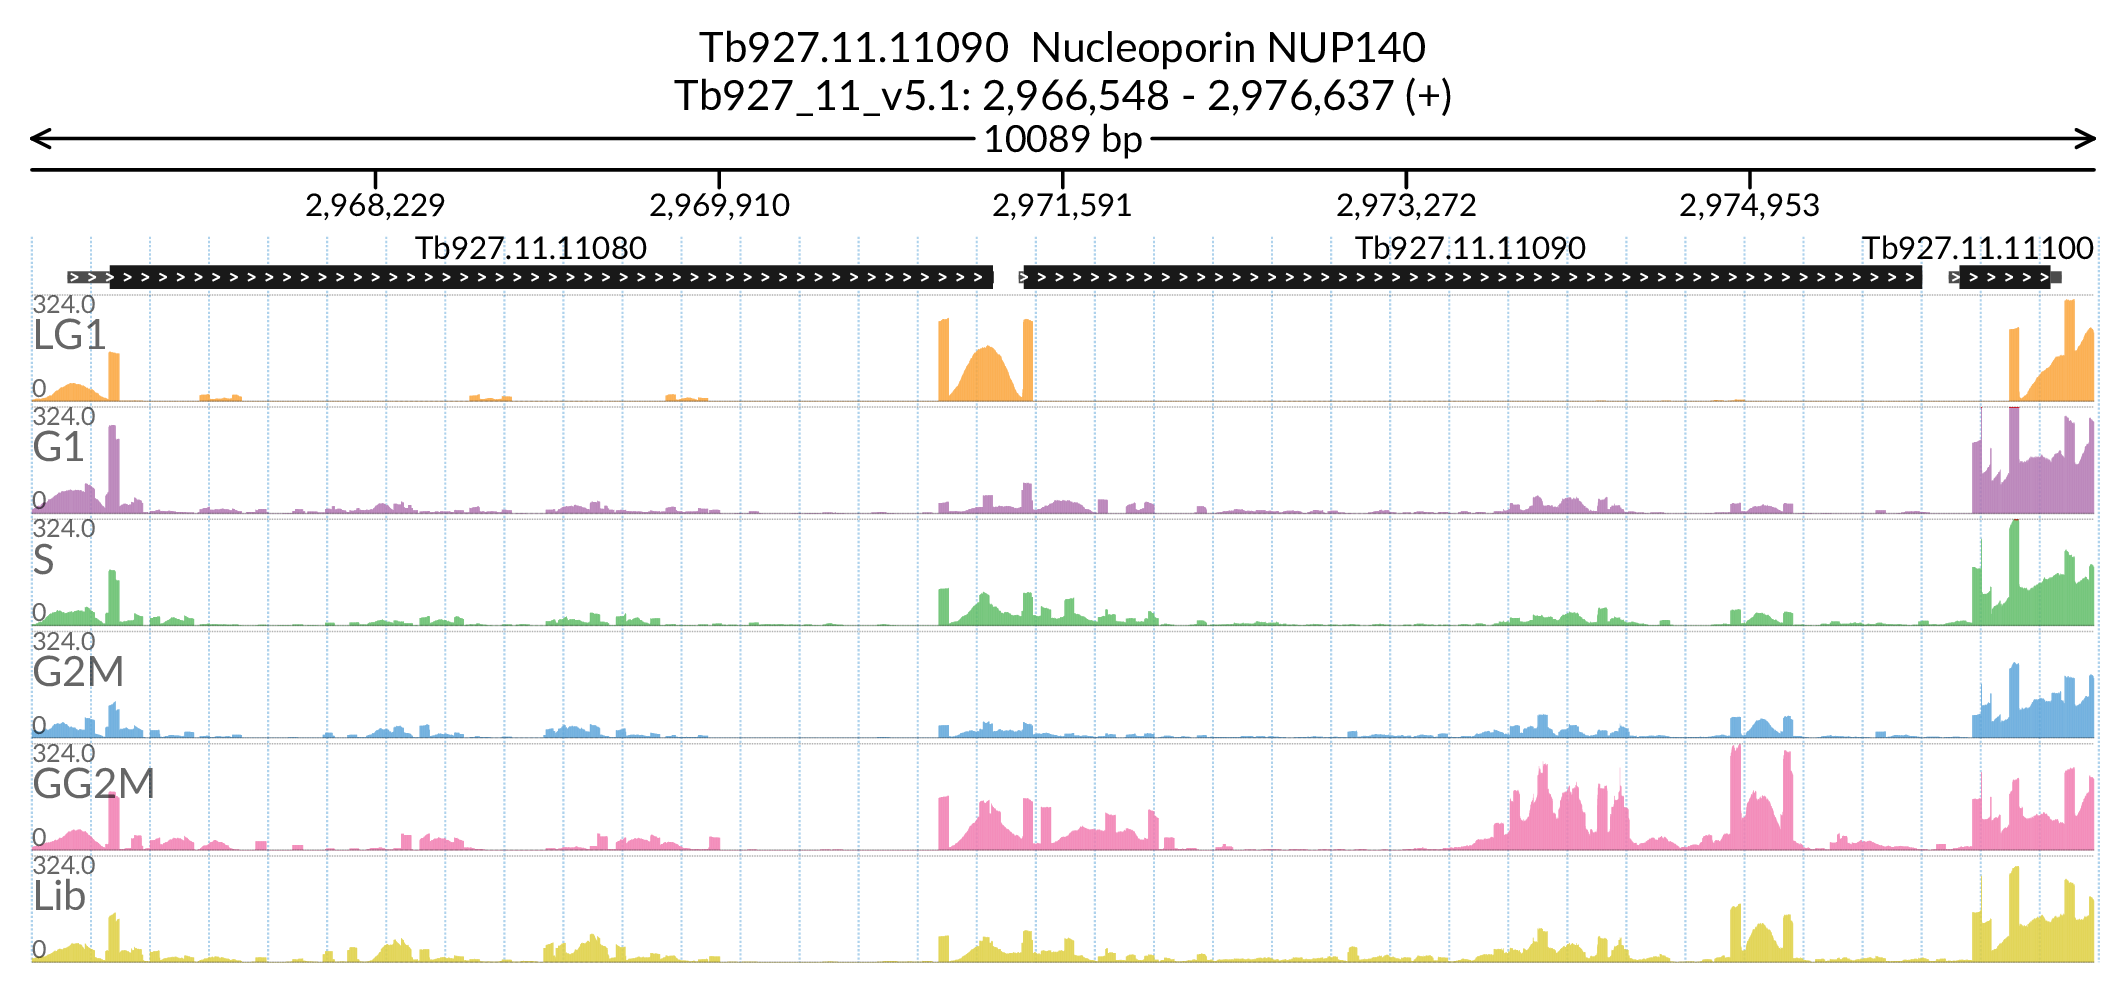 Tb927.11.11090 Nucleoporin NUP140
Tb927_11_v5.1: 2,966,548 - 2,976,637 (+)
10089 bp
2,968,229 2,969,910 2,971,591 2,973,272 2,974,953
Tb927.11.11080 Tb927.11.11090 Tb927.11.11100
324.0
LG1
0
324.0
G1
0
324.0
S
0
324.0
G2M
0
324.0
GG2M
0
324.0
Lib
0